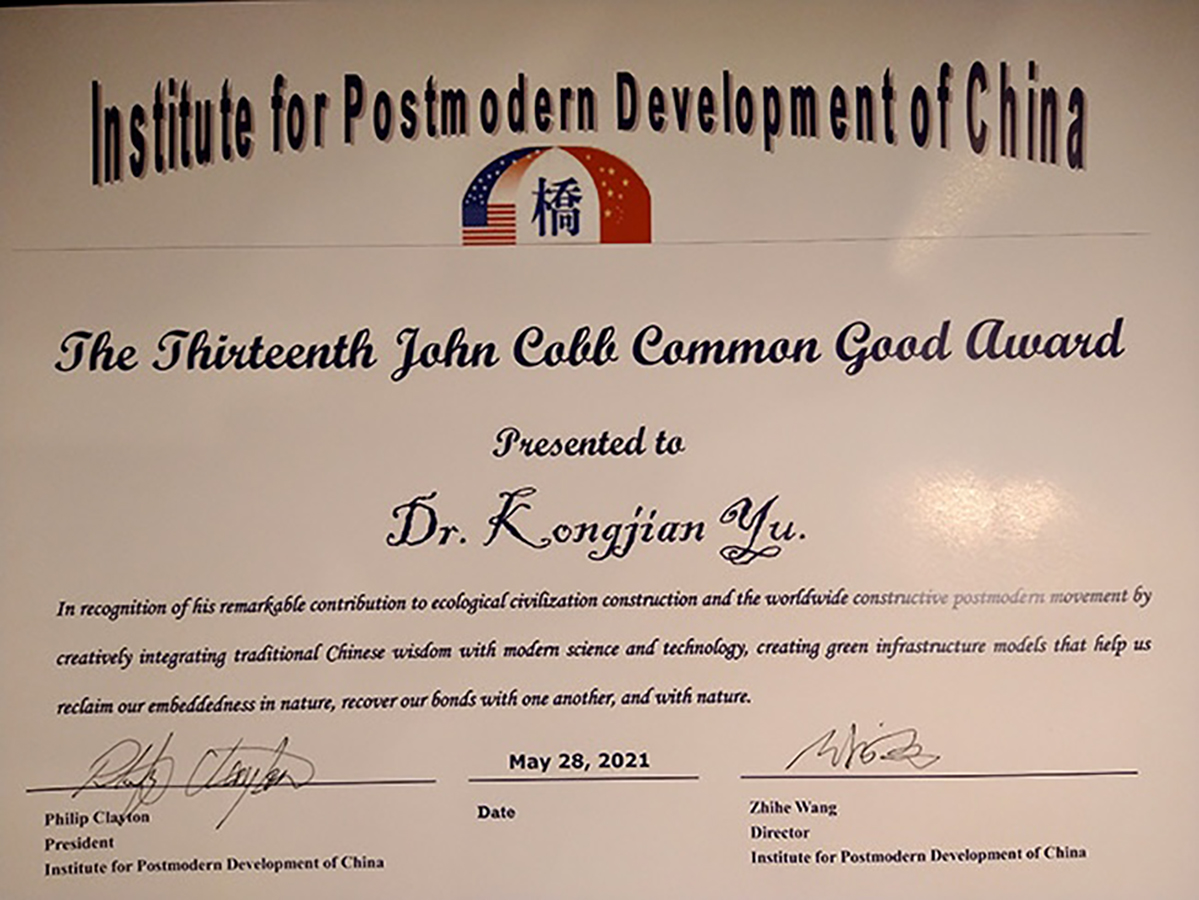 Institute for Postmodern Development of China
橋
The Thirteenth John Cobb Common Good Award
Presented to
Dr. Kongjian Yu.
In recognition of his remarkable contribution to ecological civilization construction and the worldwide constructive postmodern movement by
creatively integrating traditional Chinese wisdom with modern science and technology, creating green infrastructure models that help us
reclaim our embeddedness in nature, recover our bonds with one another, and with nature.
Philip Clayton
May 28, 2021
Philip Clayton
Date
Zhihe Wang
President
Director
Institute for Postmodern Development of China
Institute for Postmodern Development of China